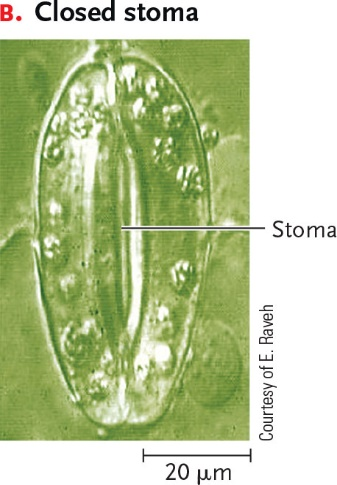 B. Closed stoma
Stoma
Courtesy of E. Raveh
20 μm